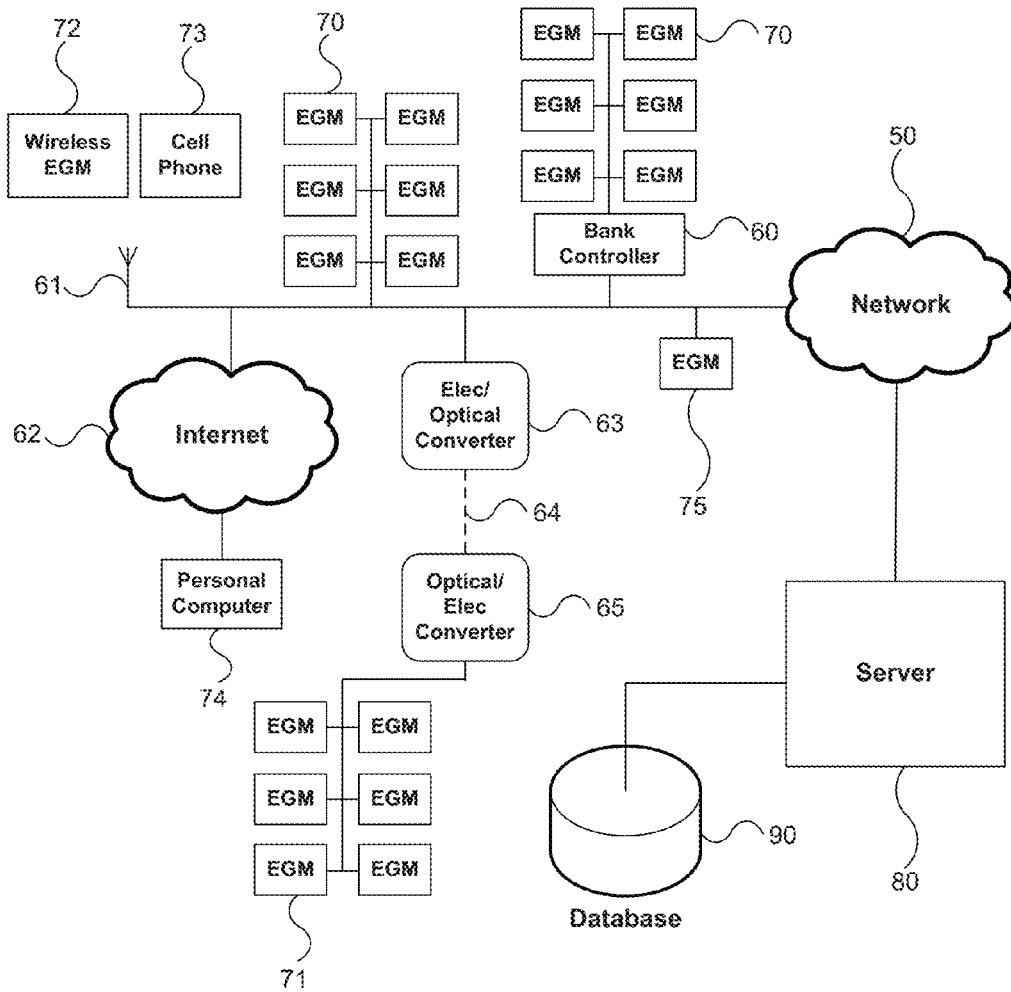 72
73
70
EGM EGM
70
Wireless
EGM
Cell
Phone
EGM EGM
EGM EGM
50
EGM EGM
EGM EGM
EGM EGM
Bank
Controller
60
61
Network
EGM
Elec/
Optical
Converter
63
62
Internet
64
75
Personal
Computer
Optical/
Elec
Converter
65
74
Server
EGM EGM
EGM EGM
90
EGM EGM
80
Database
71